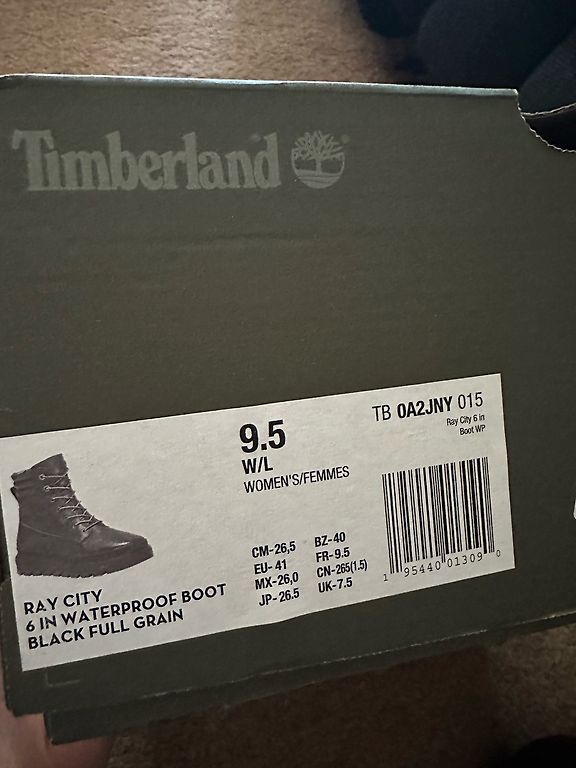 Timberland
9.5
W/L
WOMEN'S/FEMMES
TB 0A2JNY 015
Ray City 6 in
Boot WP
CM-26,5 BZ-40
EU- 41 FR-9.5
MX-26,0 CN-265(1.5)
JP-26.5 UK-7.5
1 95440 01309 0
RAY CITY
6 IN WATERPROOF BOOT
BLACK FULL GRAIN